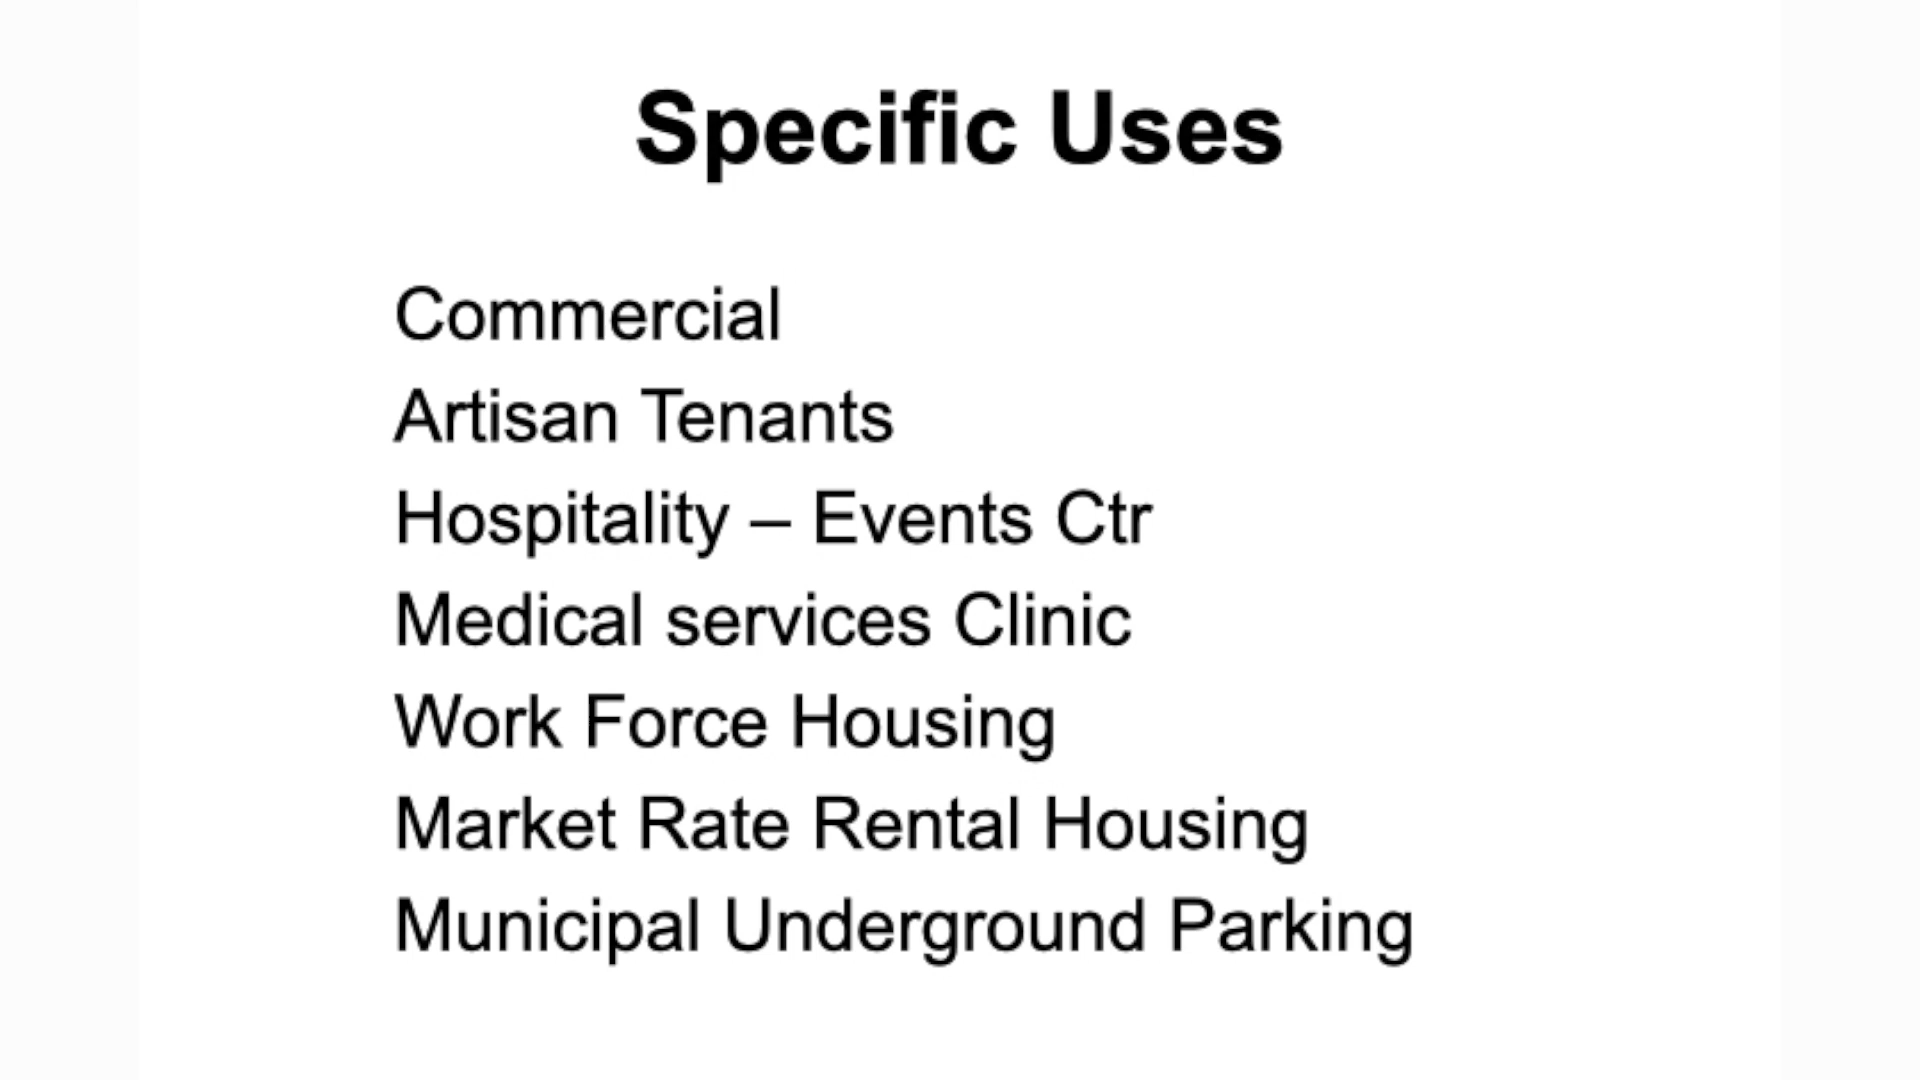 Specific Uses
Commercial
Artisan Tenants
Hospitality – Events Ctr
Medical services Clinic
Work Force Housing
Market Rate Rental Housing
Municipal Underground Parking